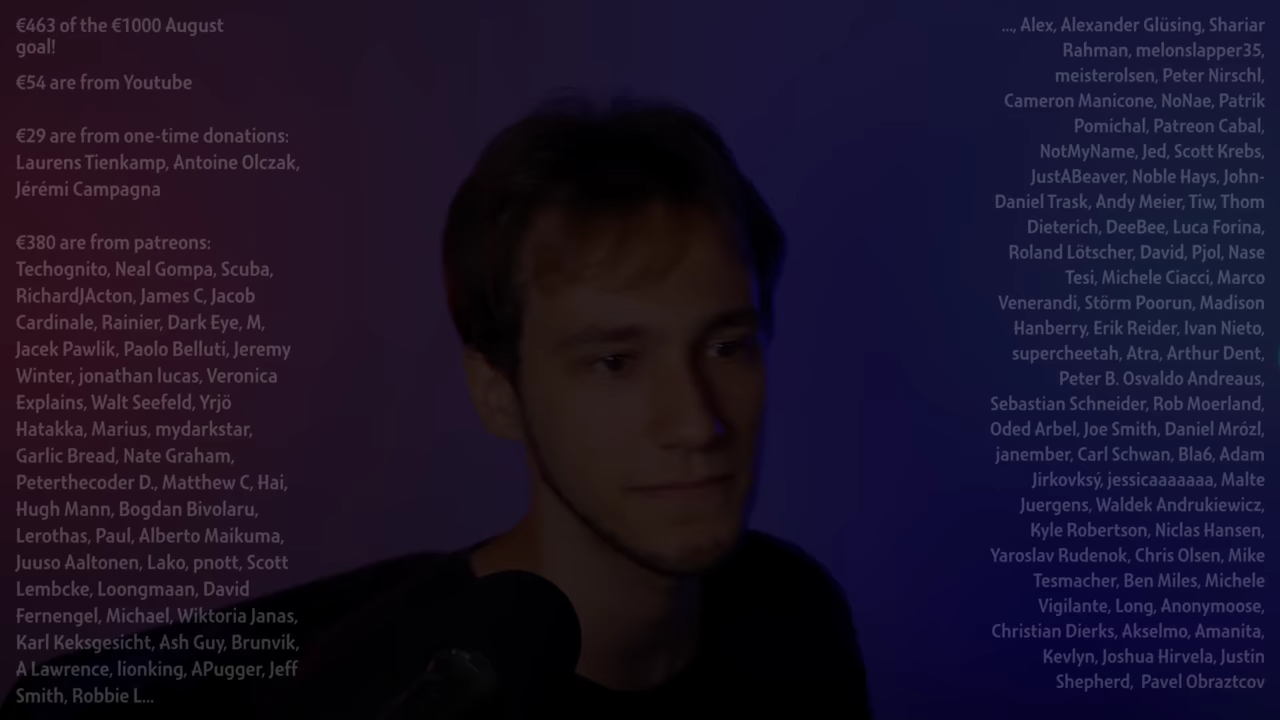 €463 of the €1000 August
goal!
€54 are from Youtube
€29 are from one-time donations:
Laurens Tienkamp, Antoine Olczak,
Jérémi Campagna
€380 are from patreons:
Techognito, Neal Gompa, Scuba,
RichardJActon, James C, Jacob
Cardinale, Rainier, Dark Eye, M,
Jacek Pawlik, Paolo Belluti, Jeremy
Winter, jonathan lucas, Veronica
Explains, Walt Seefeld, Yrjö
Hatakka, Marius, mydarkstar,
Garlic Bread, Nate Graham,
Peterthecoder D., Matthew C, Hai,
Hugh Mann, Bogdan Bivolaru,
Lerothas, Paul, Alberto Maikuma,
Juuso Aaltonen, Lako, pnott, Scott
Lembcke, Loongmaan, David
Fernengel, Michael, Wiktoria Janas,
Karl Keksgesicht, Ash Guy, Brunvik,
A Lawrence, lionking, APugger, Jeff
Smith, Robbie L...
..., Alex, Alexander Glüsing, Shariar
Rahman, melonslapper35,
meisterolsen, Peter Nirschl,
Cameron Manicone, NoNae, Patrik
Pomichal, Patreon Cabal,
NotMyName, Jed, Scott Krebs,
JustABeaver, Noble Hays, John-
Daniel Trask, Andy Meier, Tiw, Thom
Dieterich, DeeBee, Luca Forina,
Roland Lötscher, David, Pjol, Nase
Tesi, Michele Ciacci, Marco
Venerandi, Störm Poorun, Madison
Hanberry, Erik Reider, Ivan Nieto,
supercheetah, Atra, Arthur Dent,
Peter B. Osvaldo Andreaus,
Sebastian Schneider, Rob Moerland,
Oded Arbel, Joe Smith, Daniel Mrózl,
janember, Carl Schwan, Bla6, Adam
Jirkovksý, jessicaaaaaaa, Malte
Juergens, Waldek Andrukiewicz,
Kyle Robertson, Niclas Hansen,
Yaroslav Rudenok, Chris Olsen, Mike
Tesmacher, Ben Miles, Michele
Vigilante, Long, Anonymoose,
Christian Dierks, Akselmo, Amanita,
Kevlyn, Joshua Hirvela, Justin
Shepherd, Pavel Obraztcov